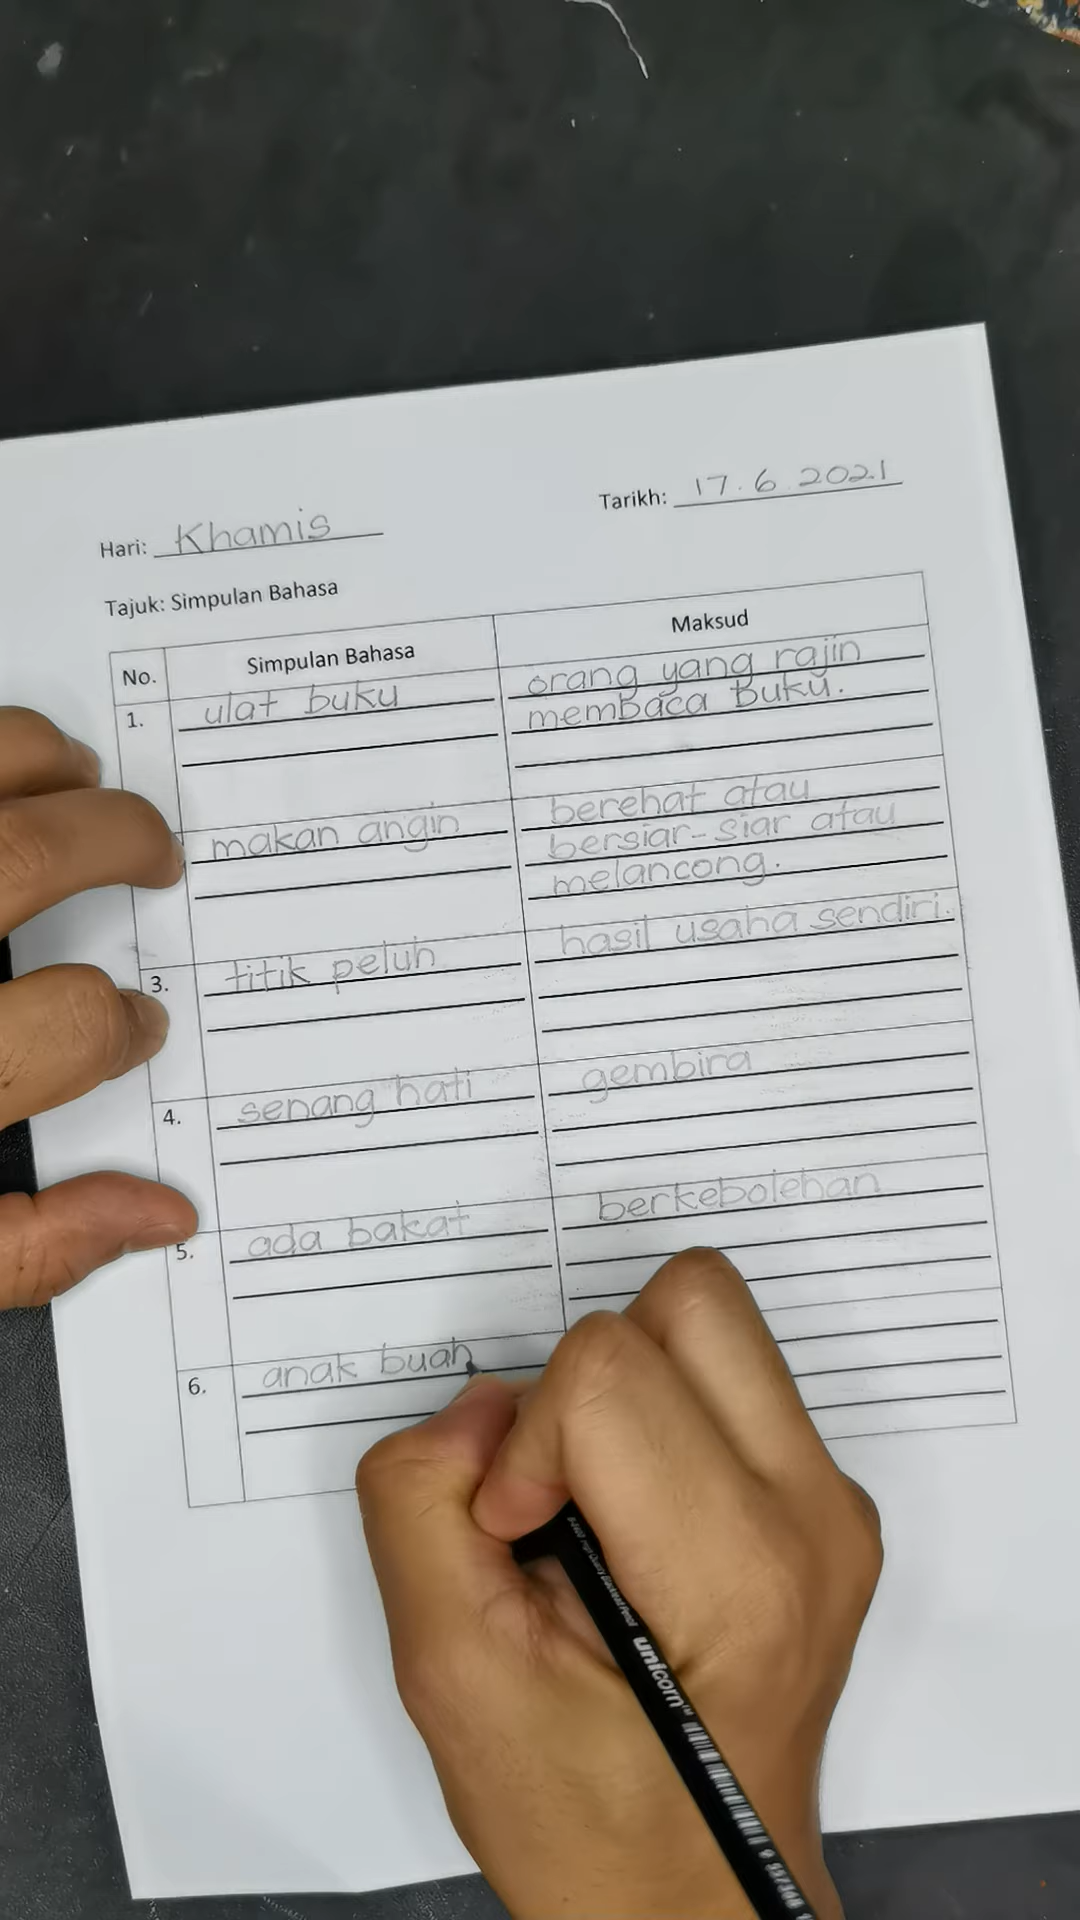 Tarikh: 17.6.2021
Hari: Khamis
Tajuk: Simpulan Bahasa
No. Simpulan Bahasa Maksud
1. ulat buku orang yang rajin
membaca buku.
makan angin berehat atau
bersiar-siar atau
melancong.
3. titik peluh hasil usaha sendiri.
4. senang hati gembira
5. ada bakat berkebolehan
6. anak buah
unicorn